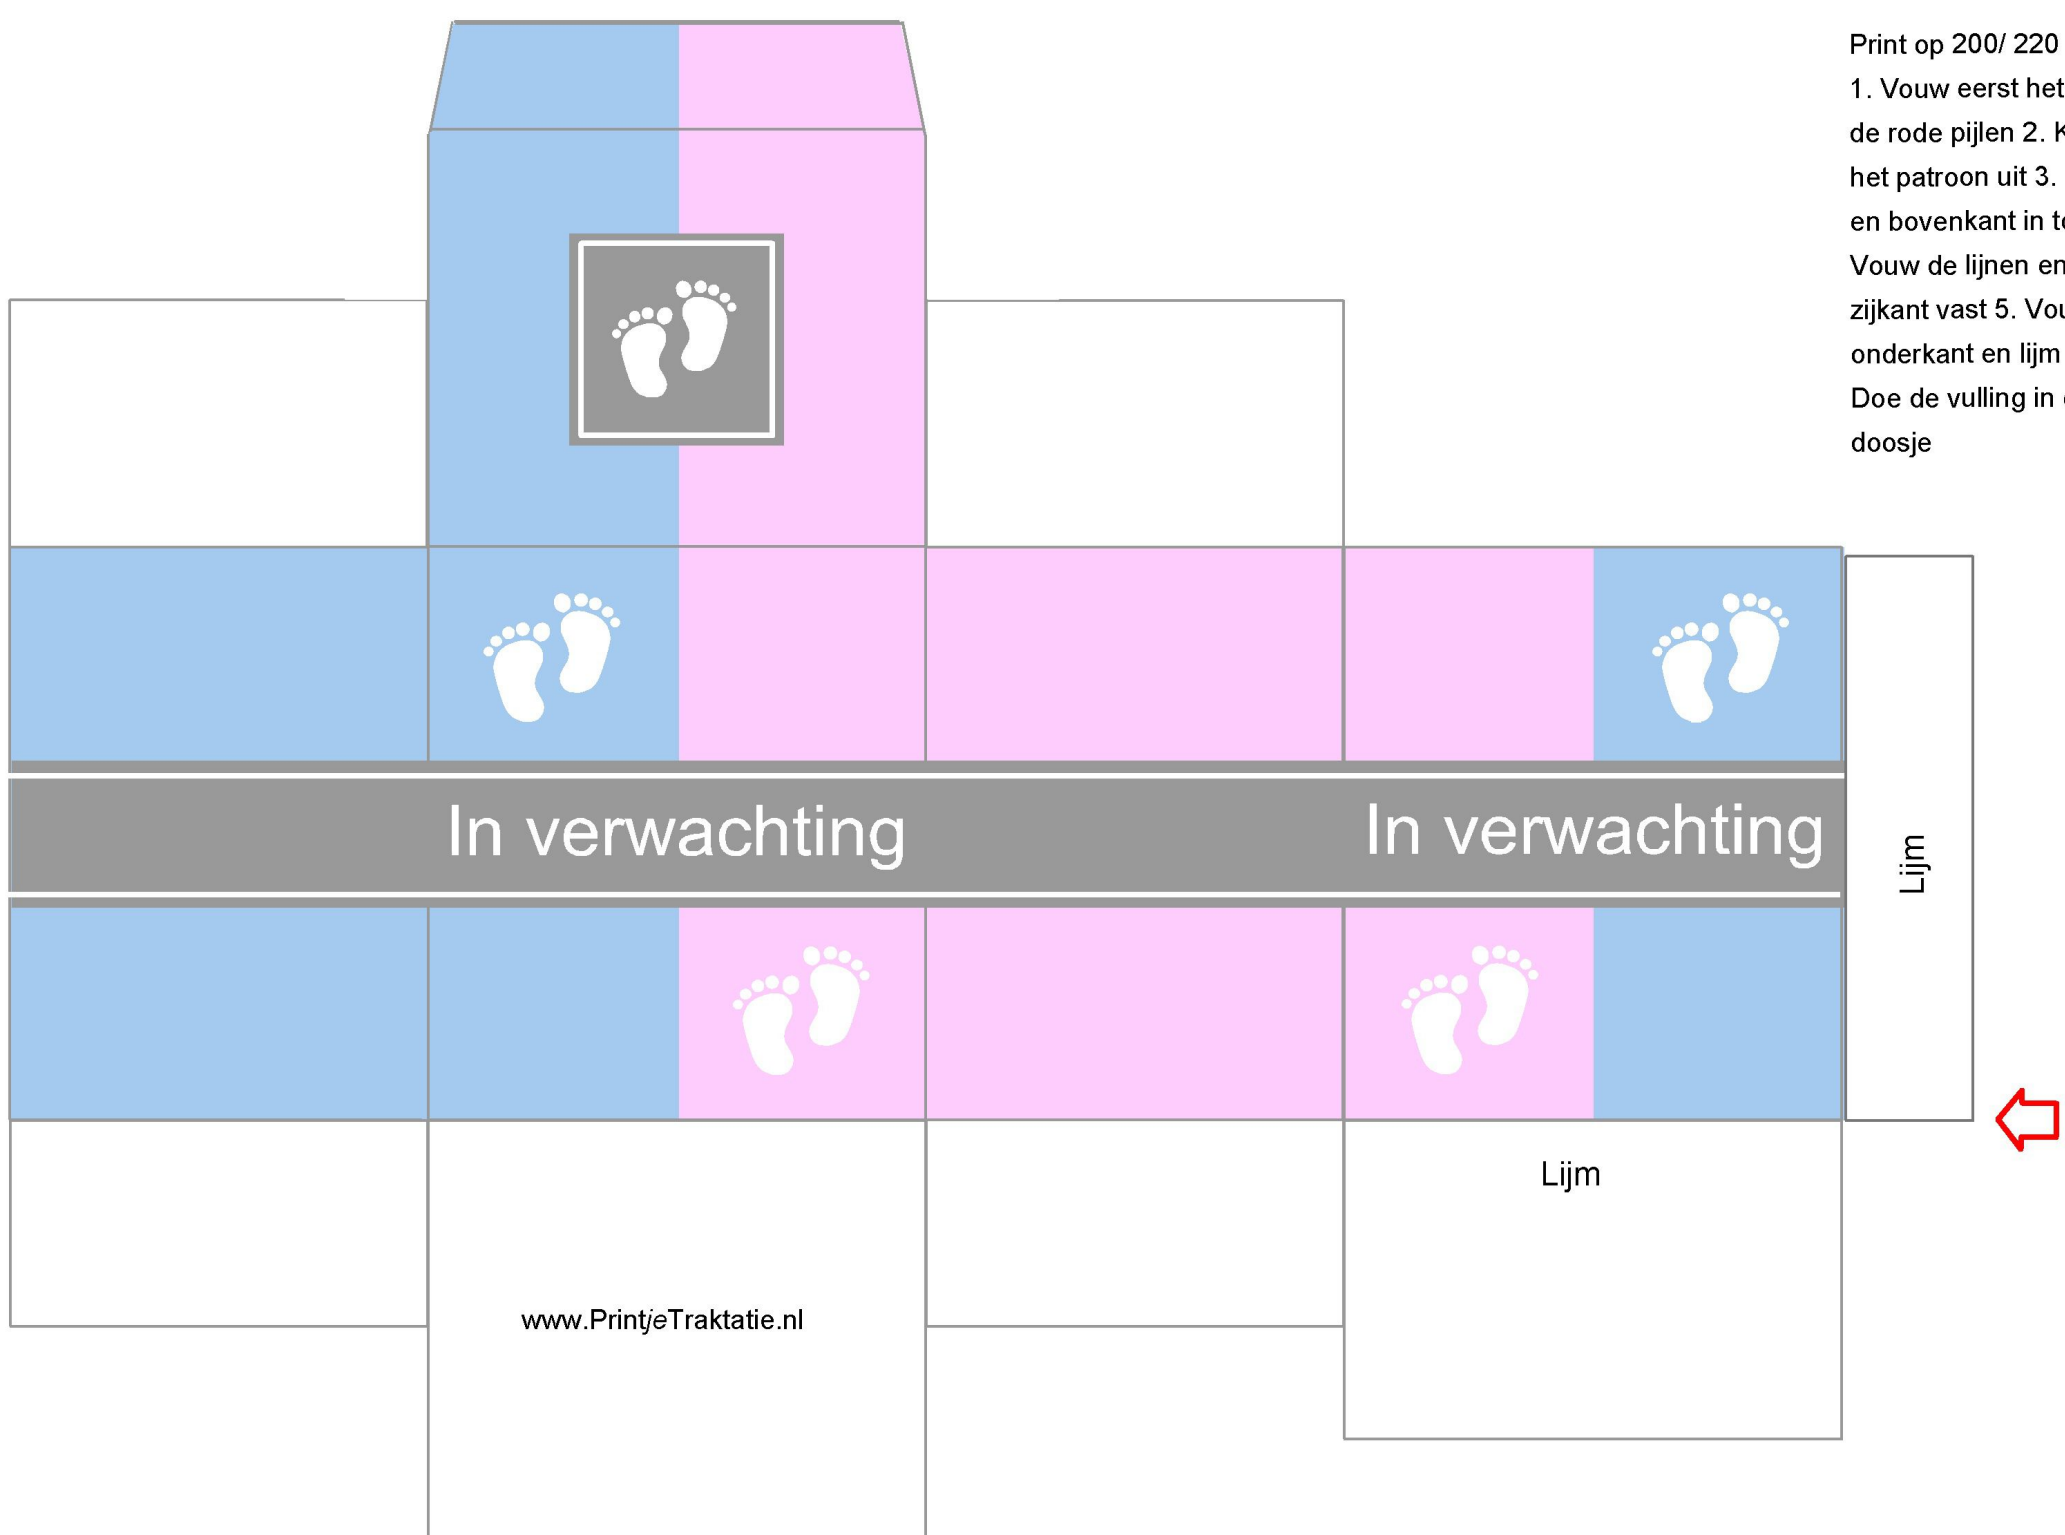 Print op 200/ 220
1. Vouw eerst het
de rode pijlen 2.
het patroon uit 3.
en bovenkant in
Vouw de lijnen en
zijkant vast 5.
onderkant en lijm
Doe de vulling in
doosje
In verwachting
In verwachting
Lijm
Lijm
www.PrintjeTraktatie.nl